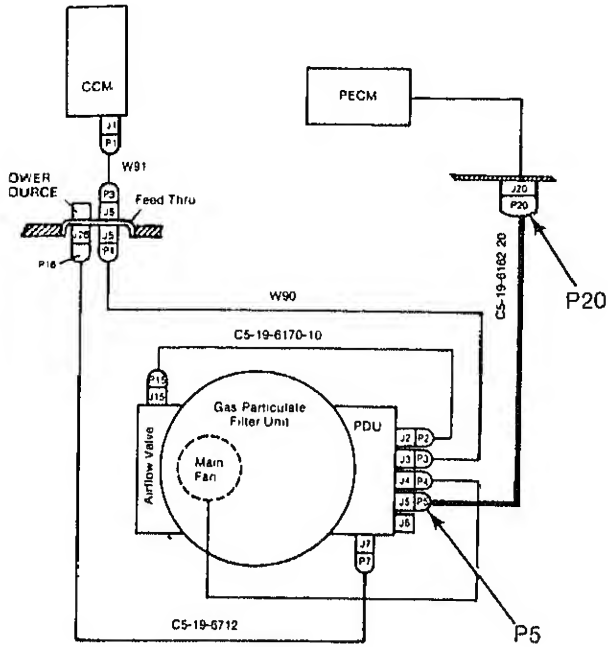 CCM
J1
P1
W91
PECM
OWER
OURCE
P3
J5
Feed Thru
J5
P16
J20
P20
C5-19-6162 20
P20
W90
C5-19-6170-10
P15
J15
Gas Particulate
Filter Unit
PDU
Airflow Valve
Main
Fan
J2 P2
J3 P3
J4 P4
J5 P5
J6
J7
P7
C5-19-6712
P5